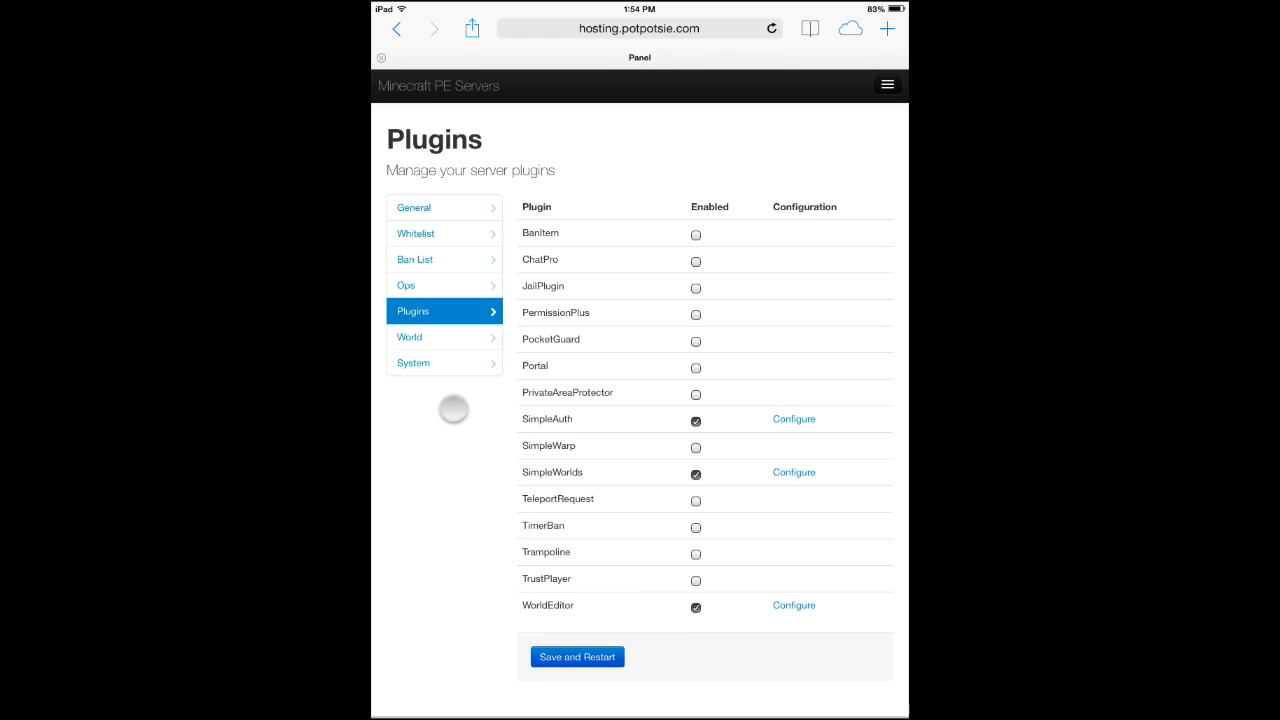 iPad 1:54 PM 83%
hosting.potpotsie.com
Panel
Minecraft PE Servers
Plugins
Manage your server plugins
General
Whitelist
Ban List
Ops
Plugins
World
System
Plugin Enabled Configuration
BanItem
ChatPro
JailPlugin
PermissionPlus
PocketGuard
Portal
PrivateAreaProtector
SimpleAuth Configure
SimpleWarp
SimpleWorlds Configure
TeleportRequest
TimerBan
Trampoline
TrustPlayer
WorldEditor Configure
Save and Restart